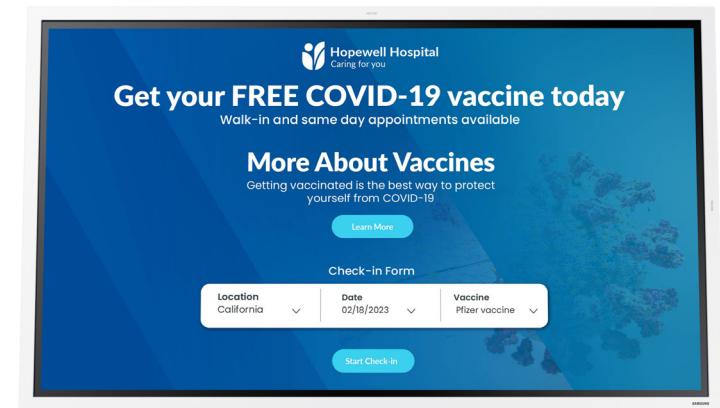 Hopewell Hospital
Caring for you
Get your FREE COVID-19 vaccine today
Walk-in and same day appointments available
More About Vaccines
Getting vaccinated is the best way to protect
yourself from COVID-19
Learn More
Check-in Form
Location
California
Date
02/18/2023
Vaccine
Pfizer vaccine
Start Check-in
SAMSUNG